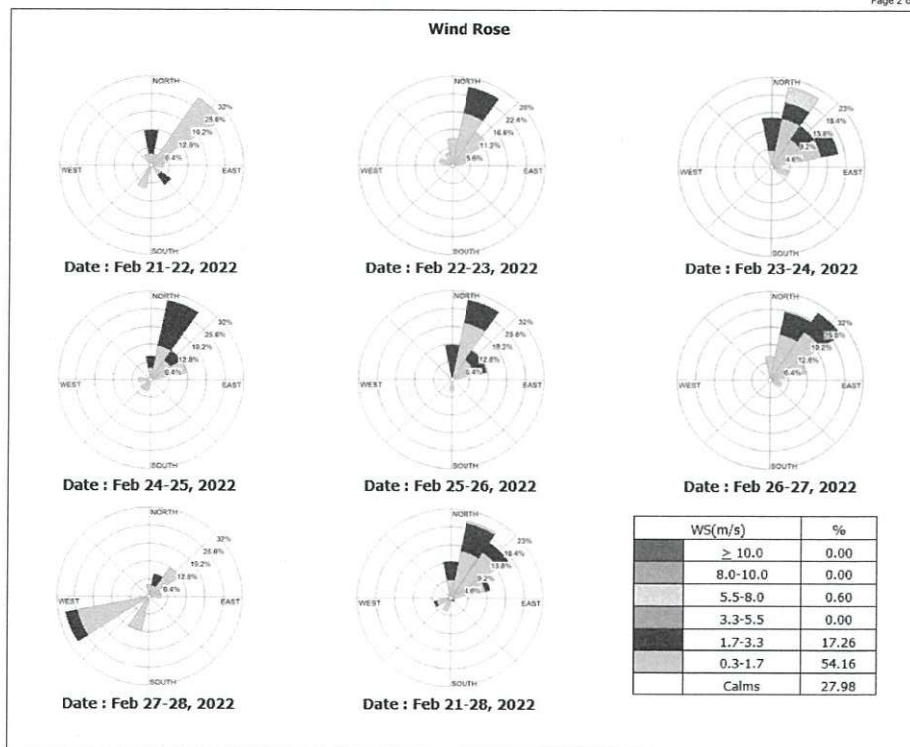 Page 2 o
Wind Rose
NORTH
32%
25.6%
19.2%
12.8%
6.4%
WEST
EAST
SOUTH
Date : Feb 21-22, 2022
NORTH
28%
22.4%
16.8%
11.2%
5.6%
WEST
EAST
SOUTH
Date : Feb 22-23, 2022
NORTH
23%
18.4%
13.8%
9.2%
4.6%
WEST
EAST
SOUTH
Date : Feb 23-24, 2022
NORTH
32%
25.6%
19.2%
12.8%
6.4%
WEST
EAST
SOUTH
Date : Feb 24-25, 2022
NORTH
32%
25.6%
19.2%
12.8%
6.4%
WEST
EAST
SOUTH
Date : Feb 25-26, 2022
NORTH
32%
25.6%
19.2%
12.8%
6.4%
WEST
EAST
SOUTH
Date : Feb 26-27, 2022
NORTH
32%
25.6%
19.2%
12.8%
6.4%
WEST
EAST
SOUTH
Date : Feb 27-28, 2022
NORTH
23%
18.4%
13.8%
9.2%
4.6%
WEST
EAST
SOUTH
Date : Feb 21-28, 2022
WS(m/s) %
≥ 10.0 0.00
8.0-10.0 0.00
5.5-8.0 0.60
3.3-5.5 0.00
1.7-3.3 17.26
0.3-1.7 54.16
Calms 27.98